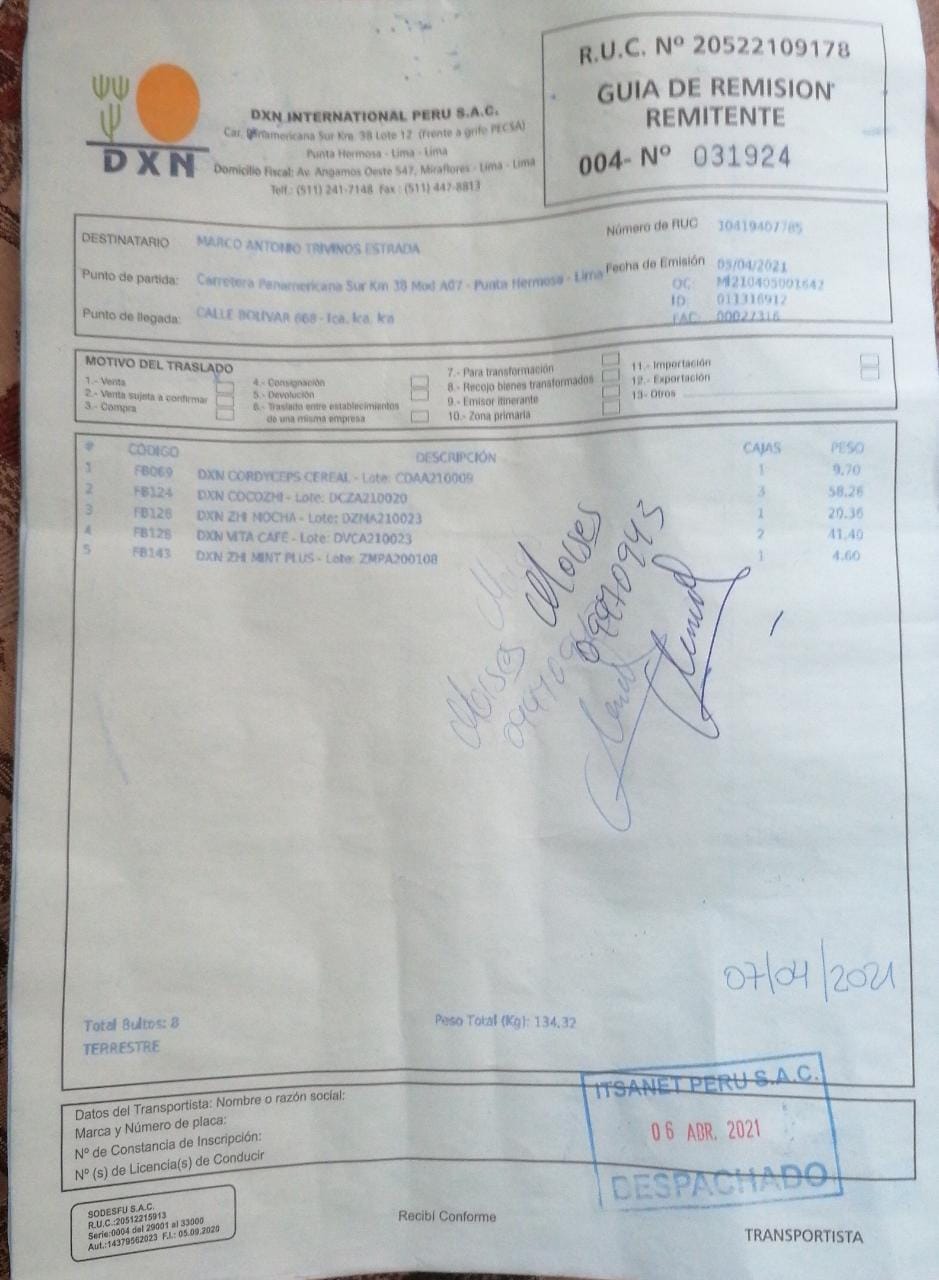 R.U.C. Nº 20522109178
GUIA DE REMISION
REMITENTE
004- Nº 031924
DXN
DXN INTERNATIONAL PERU S.A.C.
Car. Panamericana Sur Km. 38 Lote 12 (Frente a grifo PECSA)
Punta Hermosa - Lima - Lima
Domicilio Fiscal: Av. Angamos Oeste 547, Miraflores - Lima - Lima
Telf.: (511) 241-7148 Fax : (511) 447-8813
DESTINATARIO MARCO ANTONIO TRIVINOS ESTRADA Número de RUC 10419407785
Punto de partida: Carretera Panamericana Sur Km 38 Mod A07 - Punta Hermosa - Lima Fecha de Emisión 05/04/2021
OC: MI210405001642
ID: 011316912
Punto de llegada: CALLE BOLIVAR 668 - Ica, Ica, Ica FAC: 00027316
MOTIVO DEL TRASLADO
1.- Venta
2.- Venta sujeta a confirmar
3.- Compra
4.- Consignación
5.- Devolución
6.- Traslado entre establecimientos
de una misma empresa
7.- Para transformación
8.- Recojo bienes transformados
9.- Emisor itinerante
10.- Zona primaria
11.- Importación
12.- Exportación
13.- Otros
# CÓDIGO DESCRIPCIÓN CAJAS PESO
1 FB069 DXN CORDYCEPS CEREAL - Lote: CDAA210009 1 9.70
2 FB124 DXN COCOZHI - Lote: DCZA210020 3 58.26
3 FB126 DXN ZHI MOCHA - Lote: DZMA210023 1 20.36
4 FB128 DXN VITA CAFÉ - Lote: DVCA210023 2 41.40
5 FB143 DXN ZHI MINT PLUS - Lote: ZMPA200108 1 4.60
Moises
09970943
Moises
07/04/2021
Total Bultos: 8 Peso Total (Kg): 134.32
TERRESTRE
Datos del Transportista: Nombre o razón social:
Marca y Número de placa:
Nº de Constancia de Inscripción:
Nº (s) de Licencia(s) de Conducir
ITSANET PERU S.A.C.
06 ABR. 2021
DESPACHADO
SODESFU S.A.C.
R.U.C.:20512215913
Serie:0004 del 29001 al 33000
Aut.:14379562023 F.I.: 05.09.2020
Recibí Conforme
TRANSPORTISTA